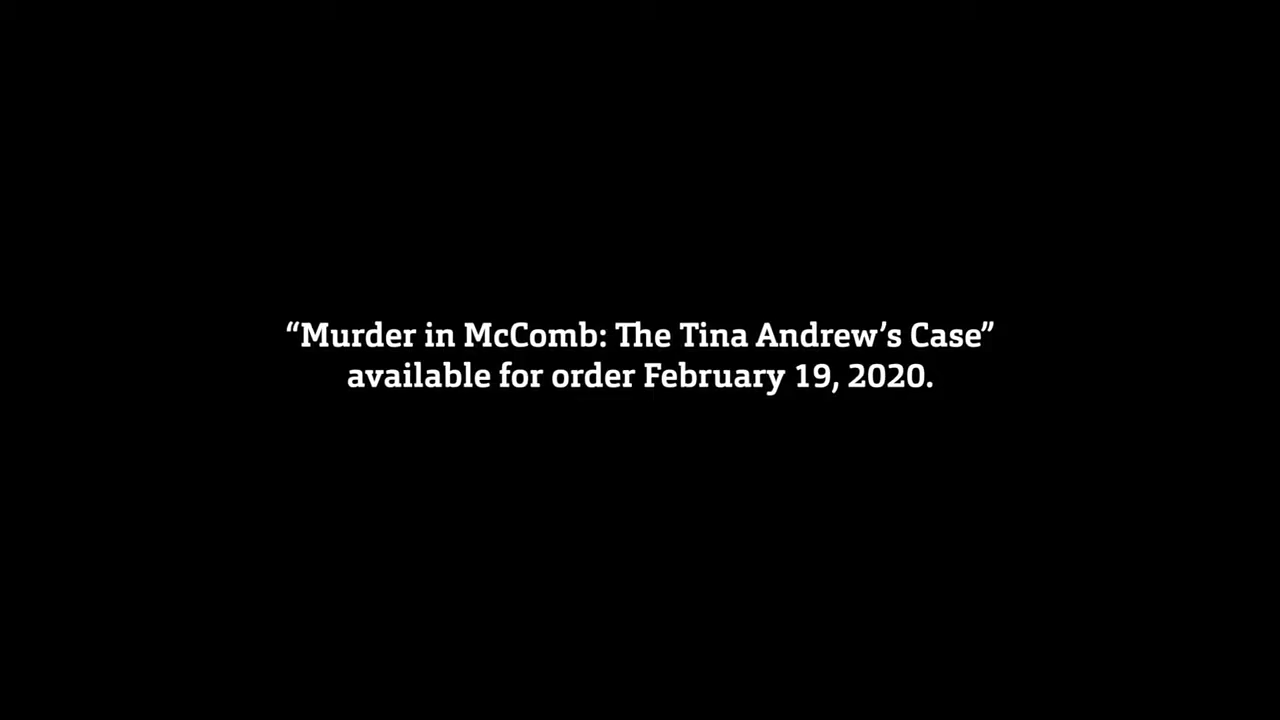 “Murder in McComb: The Tina Andrew’s Case”
available for order February 19, 2020.